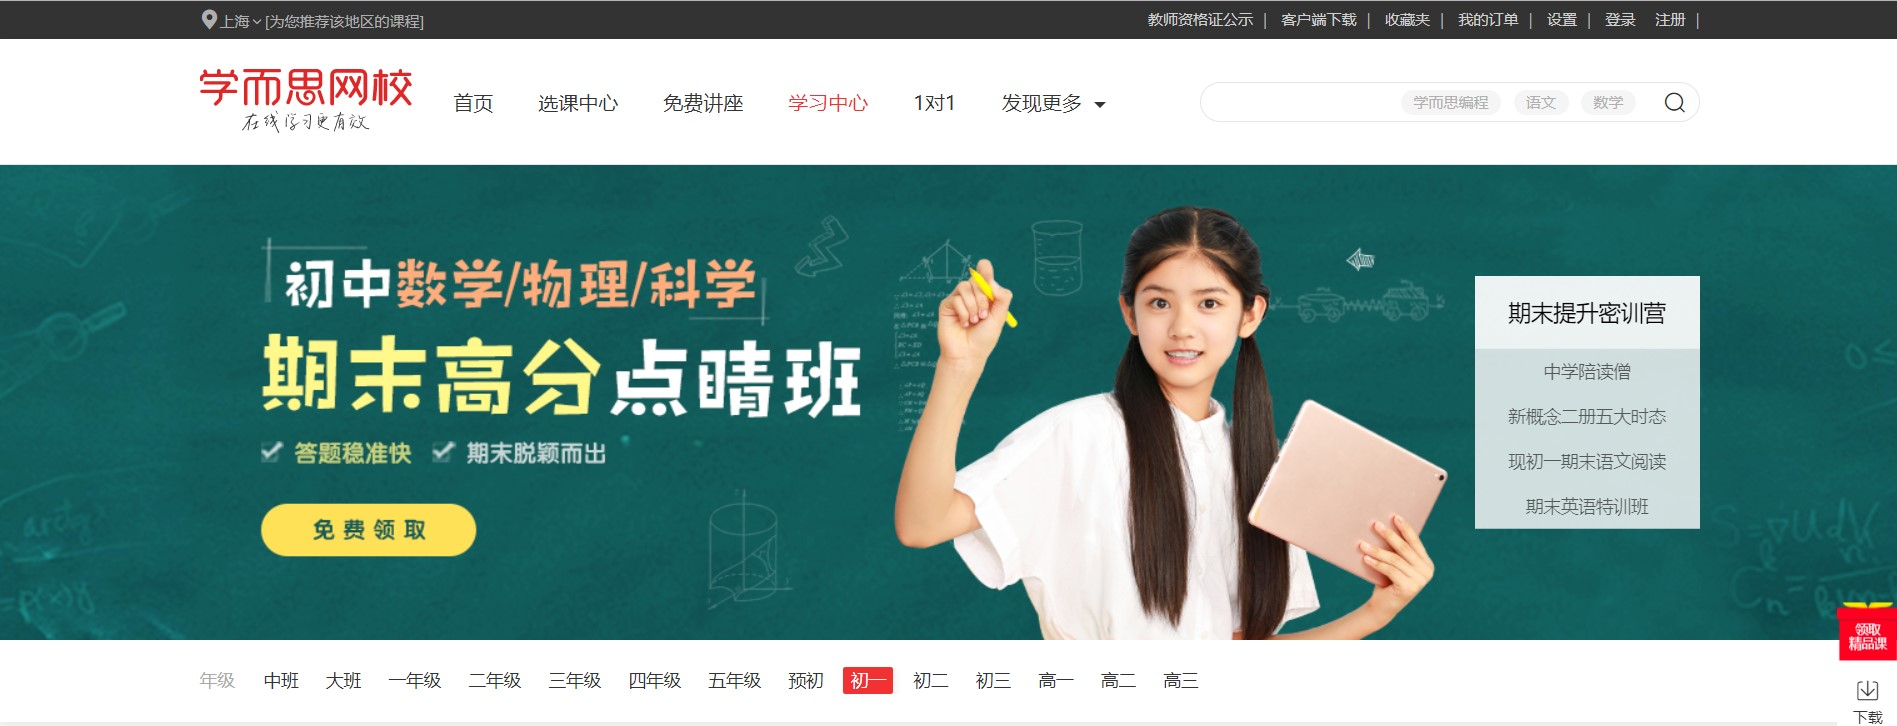 上海 [为您推荐该地区的课程]
教师资格证公示 | 客户端下载 | 收藏夹 | 我的订单 | 设置 | 登录 注册 |
学而思网校
在线学习更有效
首页 选课中心 免费讲座 学习中心 1对1 发现更多
学而思编程 语文 数学
初中数学/物理/科学
期末高分点睛班
答题稳准快 期末脱颖而出
免费领取
期末提升密训营
中学陪读僧
新概念二册五大时态
现初一期末语文阅读
期末英语特训班
领取
精品课
年级 中班 大班 一年级 二年级 三年级 四年级 五年级 预初 初一 初二 初三 高一 高二 高三
下载